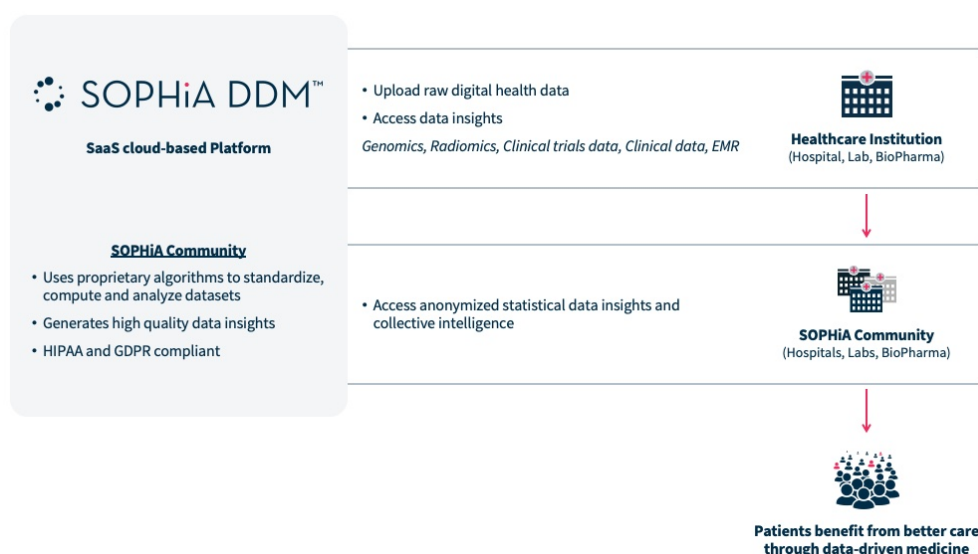 SOPHiA DDM™
SaaS cloud-based Platform
SOPHiA Community
• Uses proprietary algorithms to standardize,
compute and analyze datasets
• Generates high quality data insights
• HIPAA and GDPR compliant
• Upload raw digital health data
• Access data insights
Genomics, Radiomics, Clinical trials data, Clinical data, EMR
Healthcare Institution
(Hospital, Lab, BioPharma)
• Access anonymized statistical data insights and
collective intelligence
SOPHiA Community
(Hospitals, Labs, BioPharma)
Patients benefit from better care
through data-driven medicine